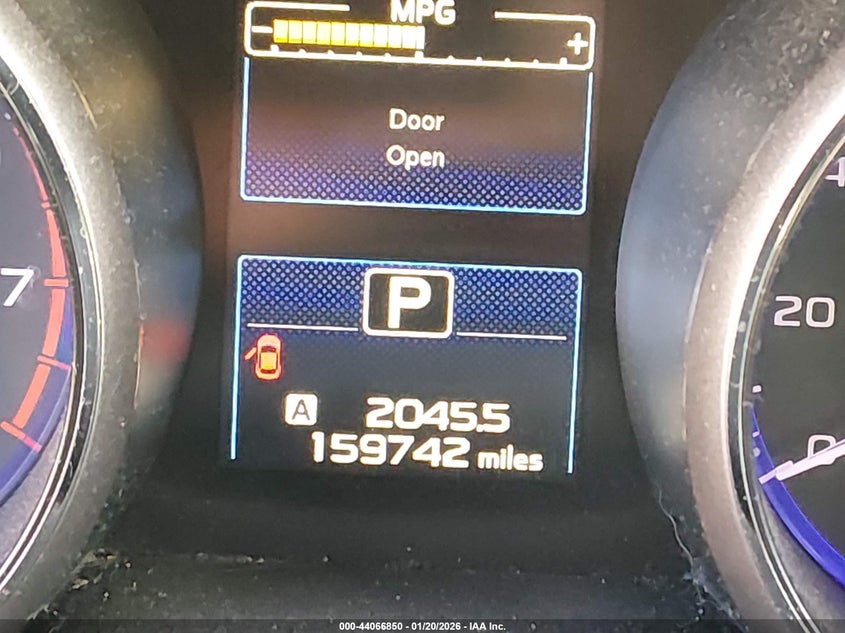 MPG
- +
Door
Open
7
P
20
A 2045.5
159742 miles
0
000-44066850 - 01/20/2026 - IAA Inc.